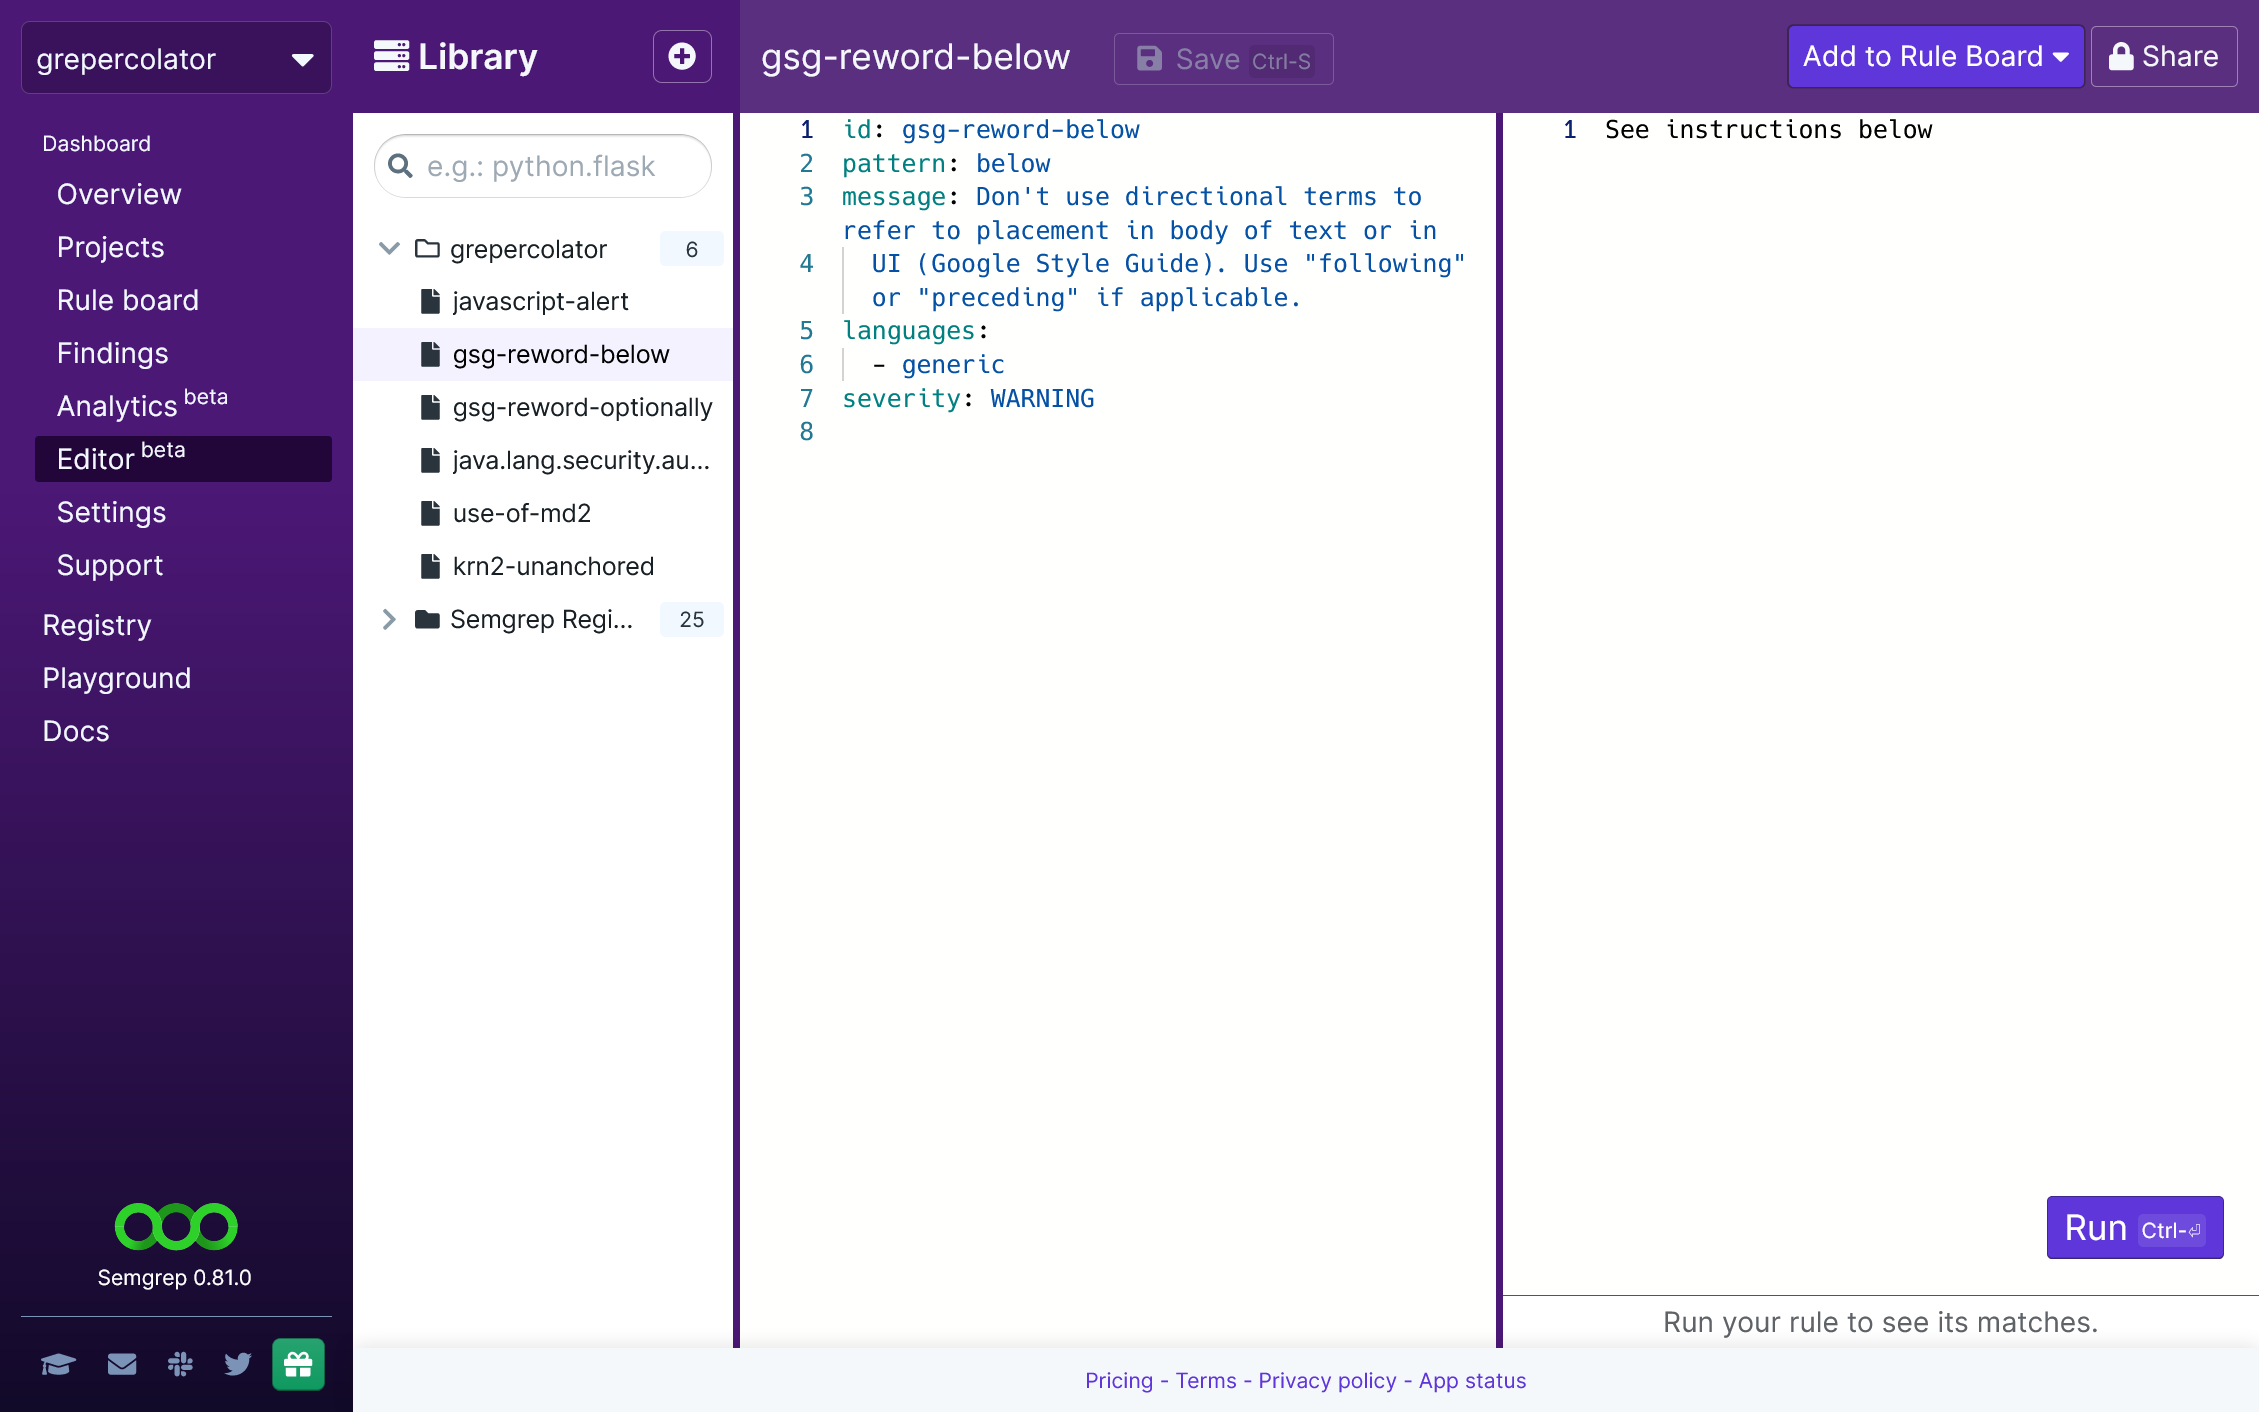 grepercolator
Dashboard
Overview
Projects
Rule board
Findings
Analytics beta
Editor beta
Settings
Support
Registry
Playground
Docs
Semgrep 0.81.0
Library
e.g.: python.flask
grepercolator 6
javascript-alert
gsg-reword-below
gsg-reword-optionally
java.lang.security.au...
use-of-md2
krn2-unanchored
Semgrep Regi... 25
gsg-reword-below Save Ctrl-S
Add to Rule Board Share
1 id: gsg-reword-below
2 pattern: below
3 message: Don't use directional terms to
refer to placement in body of text or in
4 UI (Google Style Guide). Use "following"
or "preceding" if applicable.
5 languages:
6 - generic
7 severity: WARNING
8
1 See instructions below
Run Ctrl-⏎
Run your rule to see its matches.
Pricing - Terms - Privacy policy - App status